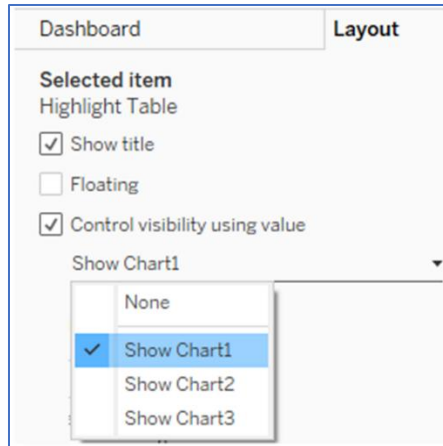 Dashboard Layout
Selected item
Highlight Table
Show title
Floating
Control visibility using value
Show Chart1
None
Show Chart1
Show Chart2
Show Chart3